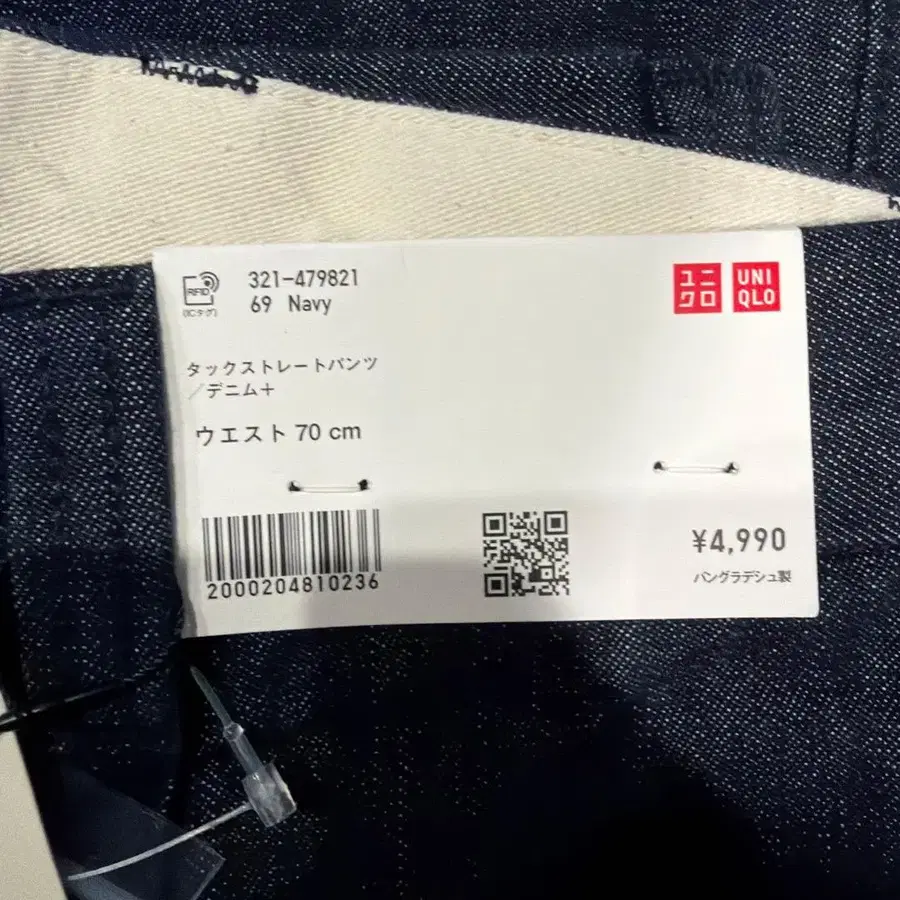 RFID
(ICタグ)
321-479821
69 Navy
ユニ
クロ
UNI
QLO
タックストレートパンツ
／デニム＋
ウエスト 70 cm
2000204810236
¥4,990
バングラデシュ製